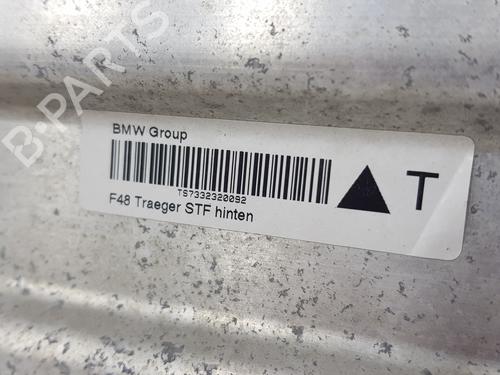 B-PARTS
BMW Group
TS7332320092
F48 Traeger STF hinten
T